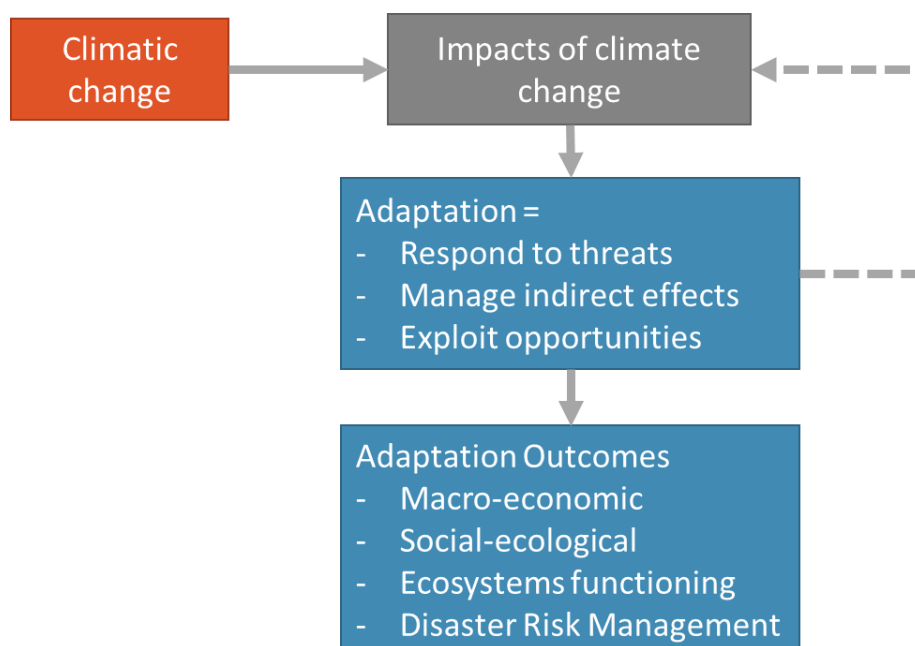 Climatic
change
Impacts of climate
change
Adaptation =
- Respond to threats
- Manage indirect effects
- Exploit opportunities
Adaptation Outcomes
- Macro-economic
- Social-ecological
- Ecosystems functioning
- Disaster Risk Management